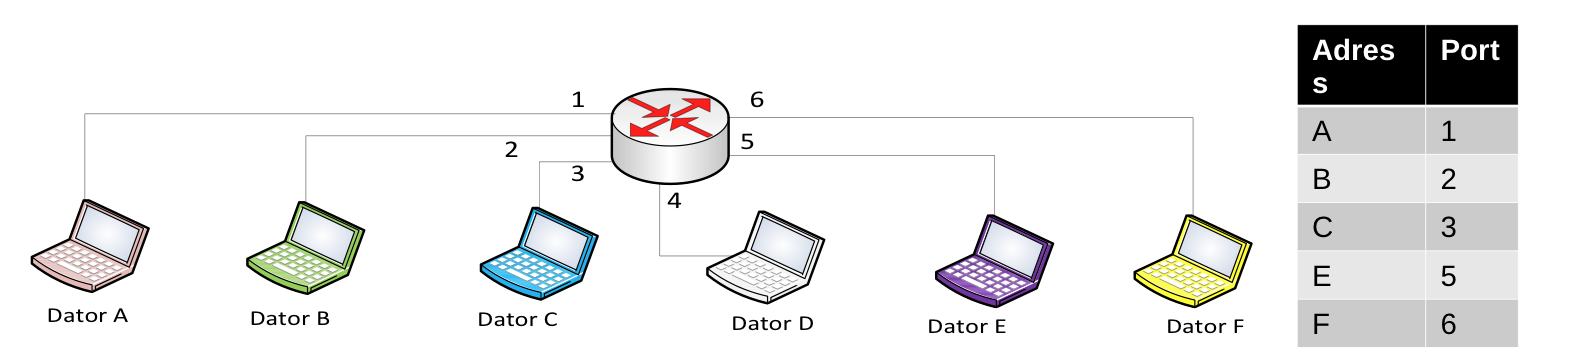 1
2
3
4
5
6
Dator A
Dator B
Dator C
Dator D
Dator E
Dator F
Adres
s
Port
A 1
B 2
C 3
E 5
F 6